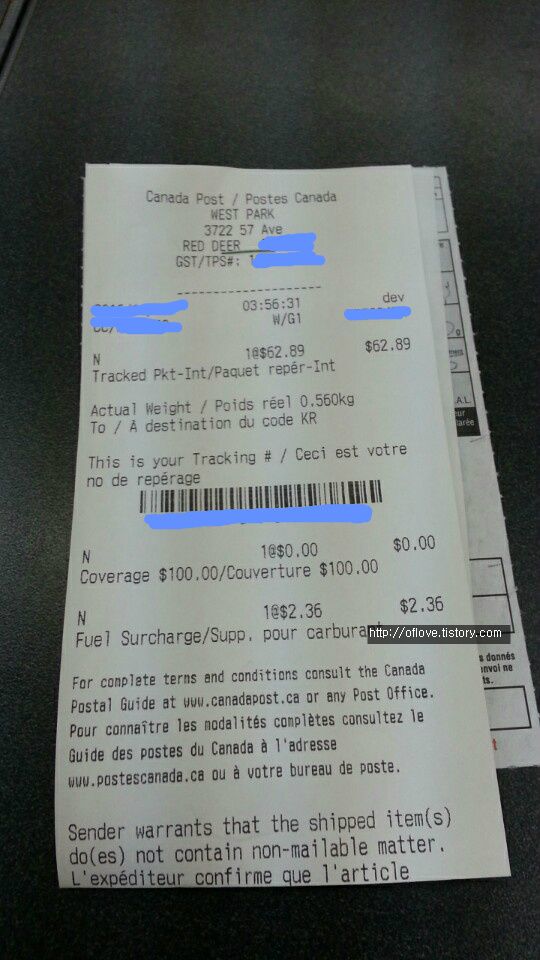 Canada Post / Postes Canada
WEST PARK
3722 57 Ave
RED DEER
GST/TPS#: 1
03:56:31 dev
CC/ W/G1
N 1@$62.89 $62.89
Tracked Pkt-Int/Paquet repér-Int
Actual Weight / Poids réel 0.560kg
To / À destination du code KR
This is your Tracking # / Ceci est votre
no de repérage
N 1@$0.00 $0.00
Coverage $100.00/Couverture $100.00
N 1@$2.36 $2.36
Fuel Surcharge/Supp. pour carburant
http://oflove.tistory.com
For complete terms and conditions consult the Canada
Postal Guide at www.canadapost.ca or any Post Office.
Pour connaître les modalités complètes consultez le
Guide des postes du Canada à l'adresse
www.postescanada.ca ou à votre bureau de poste.
Sender warrants that the shipped item(s)
do(es) not contain non-mailable matter.
L'expéditeur confirme que l'article
A.L.
s donnés
envoi ne
ts.
t